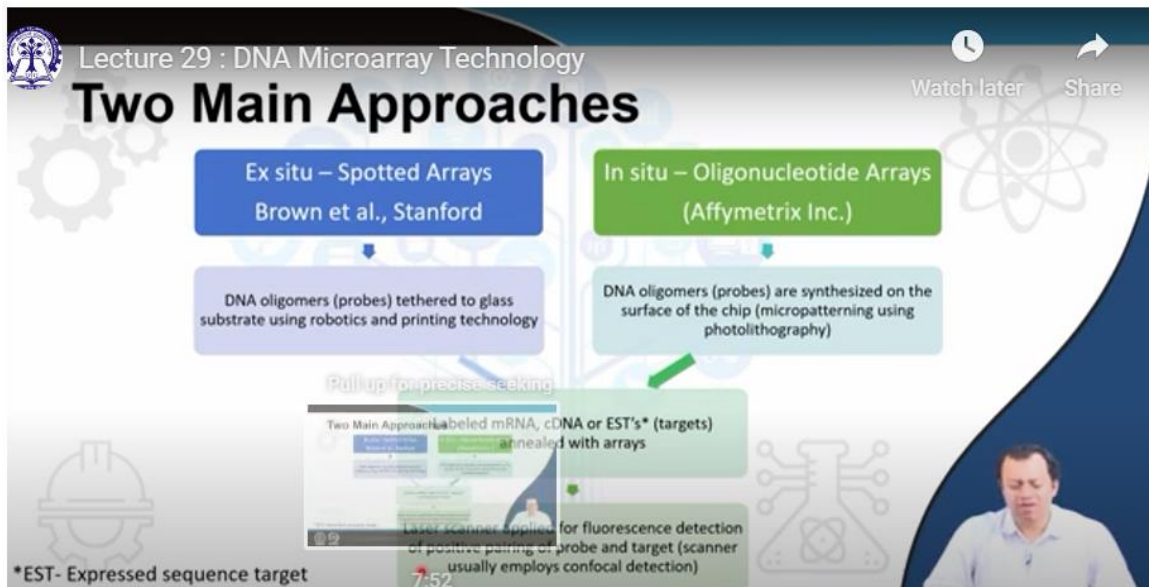 Lecture 29 : DNA Microarray Technology
Watch later
Share
Two Main Approaches
Ex situ – Spotted Arrays
Brown et al., Stanford
In situ – Oligonucleotide Arrays
(Affymetrix Inc.)
DNA oligomers (probes) tethered to glass
substrate using robotics and printing technology
DNA oligomers (probes) are synthesized on the
surface of the chip (micropatterning using
photolithography)
Pull up for precise seeking
Two Main Approaches
Labeled mRNA, cDNA or EST's* (targets)
annealed with arrays
Laser scanner applied for fluorescence detection
of positive pairing of probe and target (scanner
usually employs confocal detection)
*EST- Expressed sequence target
7:52